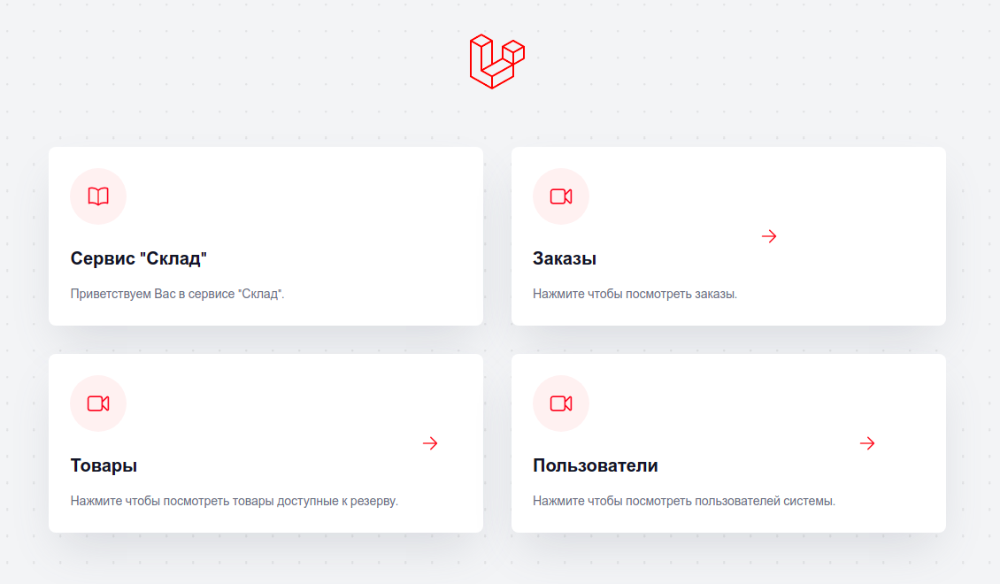 Сервис "Склад"
Приветствуем Вас в сервисе "Склад".
Заказы
Нажмите чтобы посмотреть заказы.
Товары
Нажмите чтобы посмотреть товары доступные к резерву.
Пользователи
Нажмите чтобы посмотреть пользователей системы.